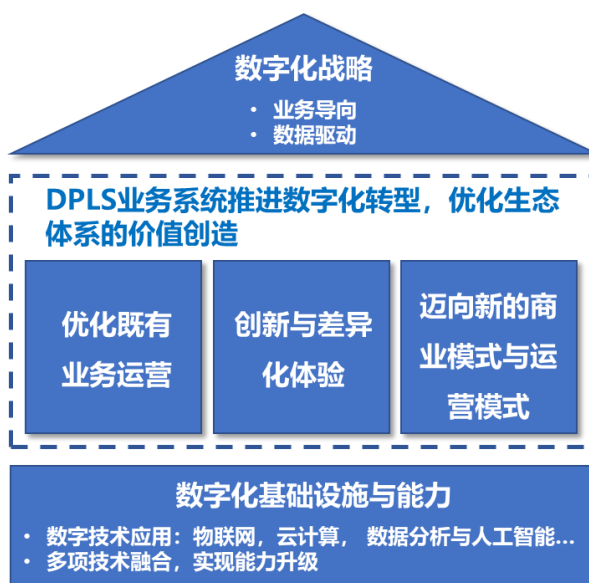 数字化战略
• 业务导向
• 数据驱动
DPLS业务系统推进数字化转型，优化生态
体系的价值创造
优化既有
业务运营
创新与差异
化体验
迈向新的商
业模式与运
营模式
数字化基础设施与能力
• 数字技术应用：物联网，云计算， 数据分析与人工智能…
• 多项技术融合，实现能力升级